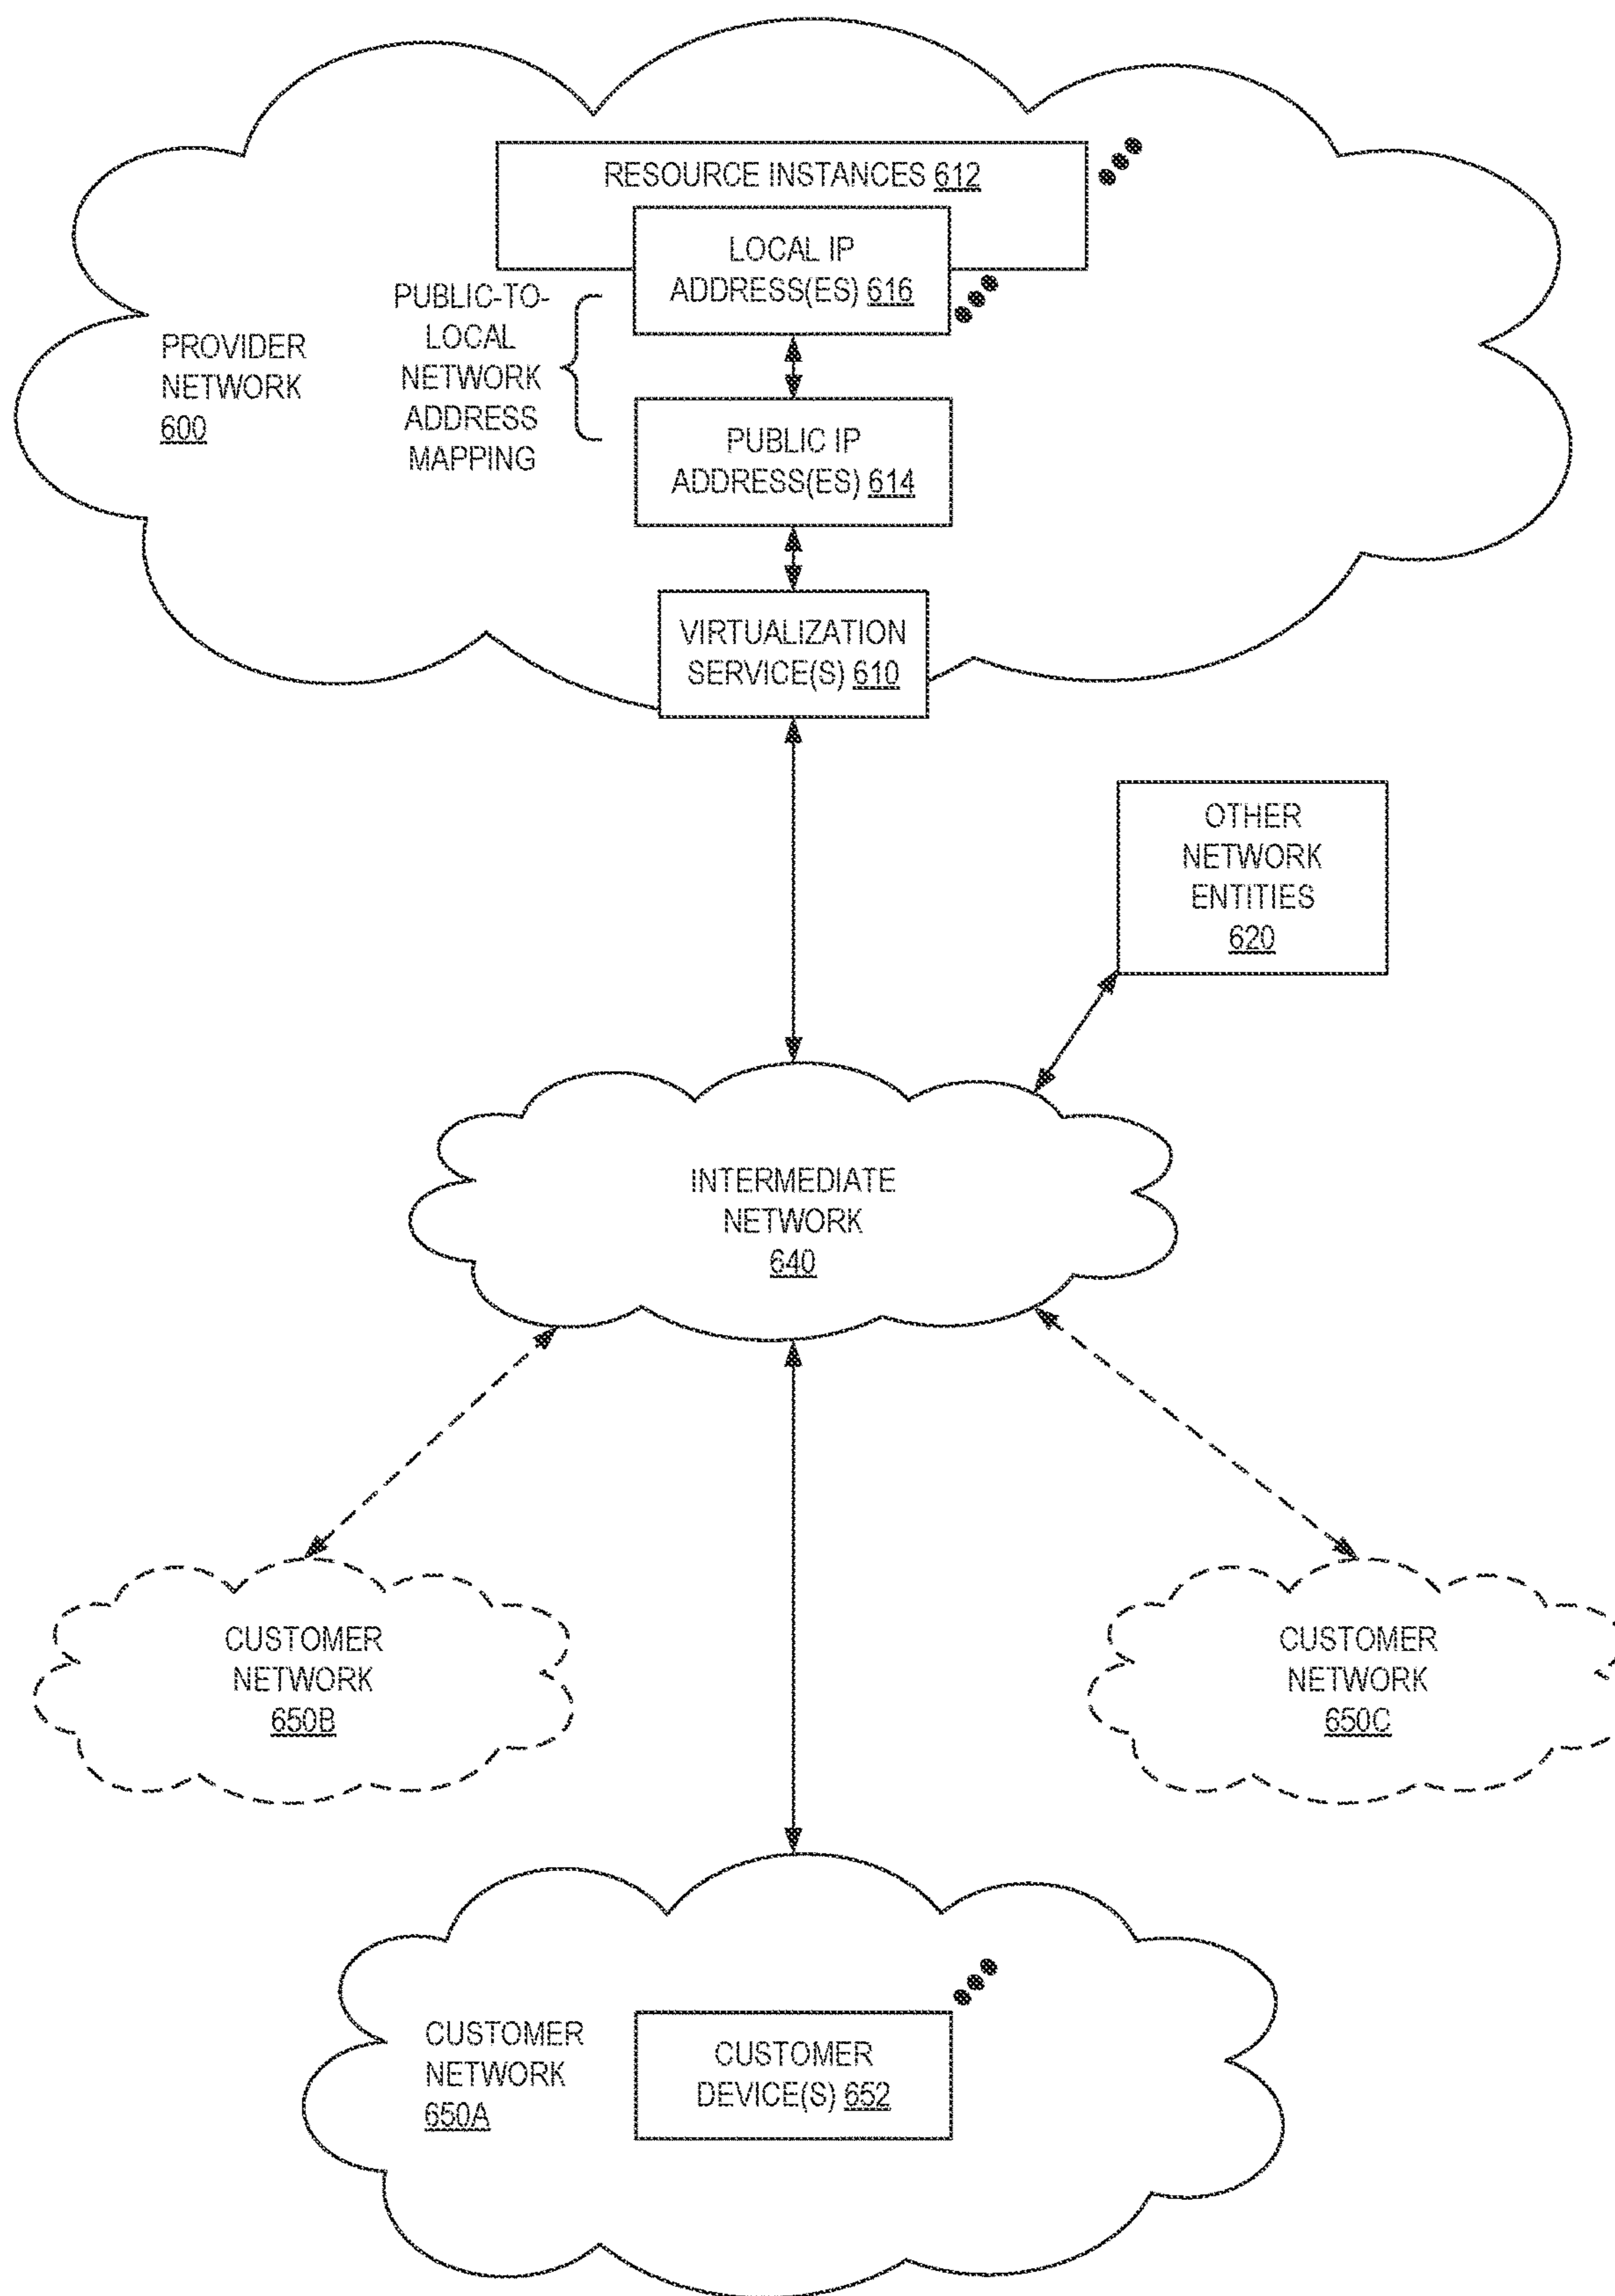 RESOURCE INSTANCES 612
LOCAL IP
ADDRESS(ES) 616
PUBLIC-TO-
LOCAL
NETWORK
ADDRESS
MAPPING
PROVIDER
NETWORK
600
PUBLIC IP
ADDRESS(ES) 614
VIRTUALIZATION
SERVICE(S) 610
OTHER
NETWORK
ENTITIES
620
INTERMEDIATE
NETWORK
640
CUSTOMER
NETWORK
650B
CUSTOMER
NETWORK
650C
CUSTOMER
NETWORK
650A
CUSTOMER
DEVICE(S) 652